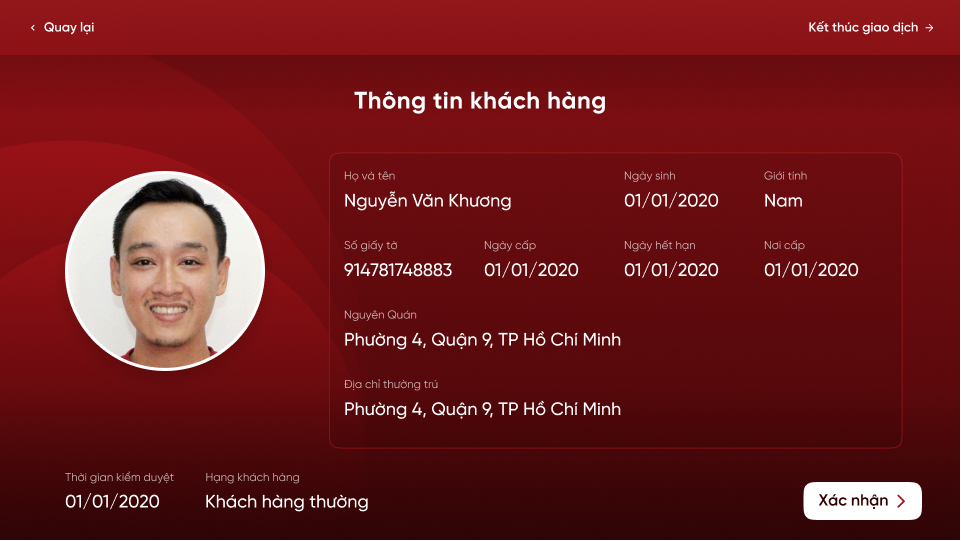 Quay lại
Kết thúc giao dịch
Thông tin khách hàng
Họ và tên
Ngày sinh
Giới tính
Nguyễn Văn Khương
01/01/2020
Nam
Số giấy tờ
Ngày cấp
Ngày hết hạn
Nơi cấp
914781748883
01/01/2020
01/01/2020
01/01/2020
Nguyên Quán
Phường 4, Quận 9, TP Hồ Chí Minh
Địa chỉ thường trú
Phường 4, Quận 9, TP Hồ Chí Minh
Thời gian kiểm duyệt
Hạng khách hàng
01/01/2020
Khách hàng thường
Xác nhận